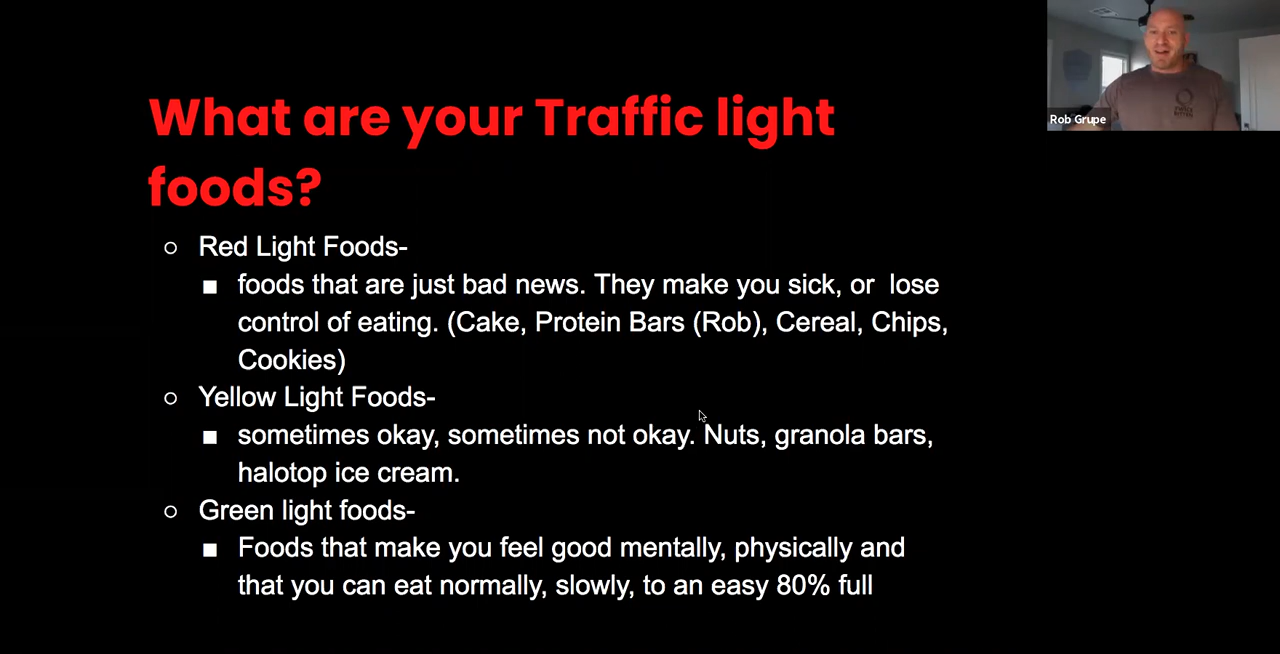 What are your Traffic light
foods?
Rob Grupe
○ Red Light Foods-
■ foods that are just bad news. They make you sick, or  lose
control of eating. (Cake, Protein Bars (Rob), Cereal, Chips,
Cookies)
○ Yellow Light Foods-
■ sometimes okay, sometimes not okay. Nuts, granola bars,
halotop ice cream.
○ Green light foods-
■ Foods that make you feel good mentally, physically and
that you can eat normally, slowly, to an easy 80% full